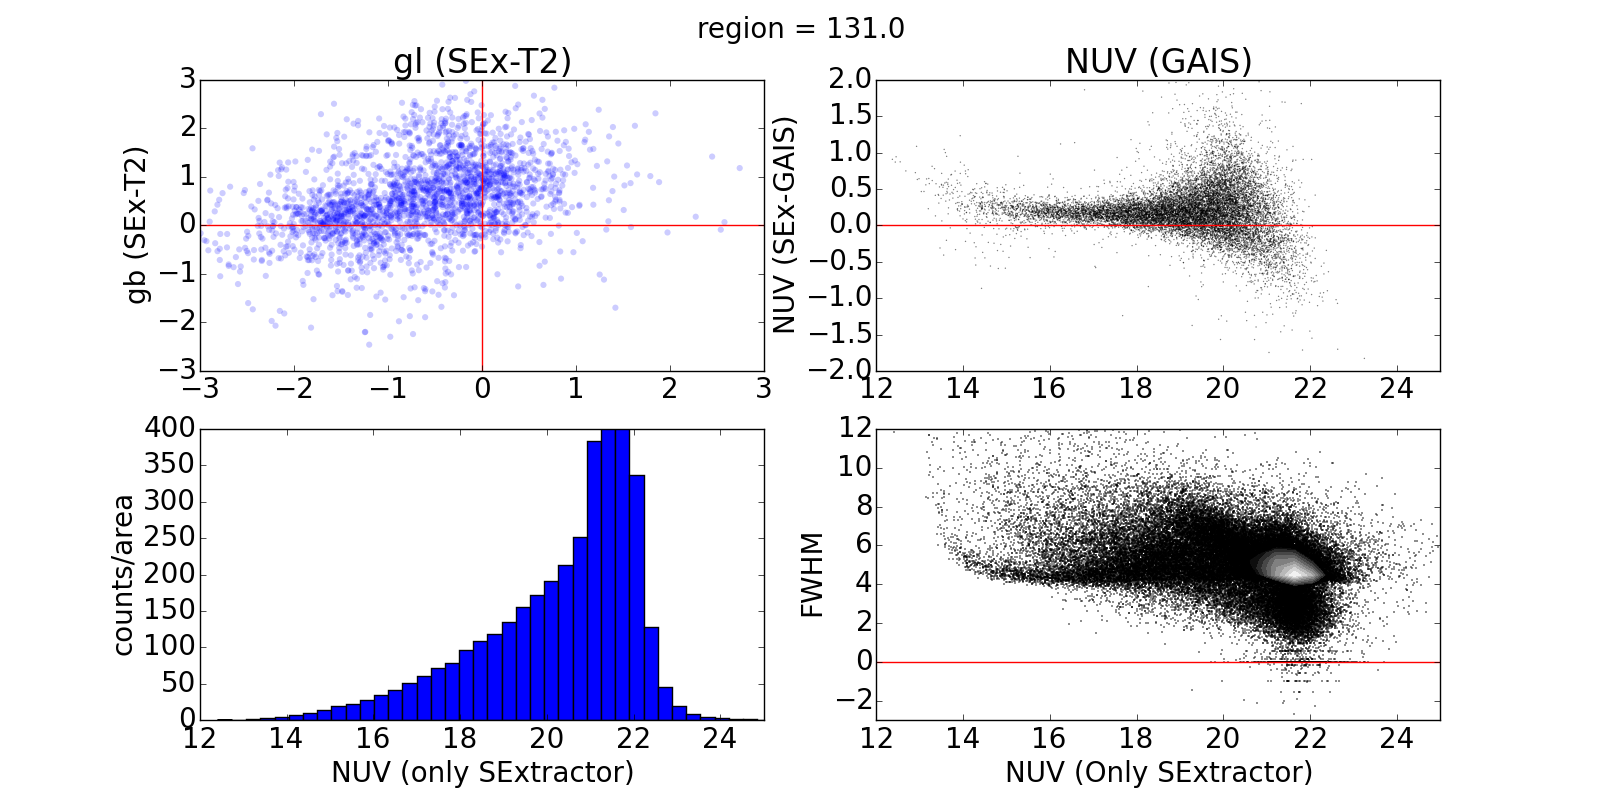 region = 131.0
gl (SEx-T2)
NUV (GAIS)
3
2
1
0
−1
−2
−3
gb (SEx-T2)
−3 −2 −1 0 1 2 3
2.0
1.5
1.0
0.5
0.0
−0.5
−1.0
−1.5
−2.0
NUV (SEx-GAIS)
12 14 16 18 20 22 24
400
350
300
250
200
150
100
50
0
counts/area
12 14 16 18 20 22 24
NUV (only SExtractor)
12
10
8
6
4
2
0
−2
FWHM
12 14 16 18 20 22 24
NUV (Only SExtractor)